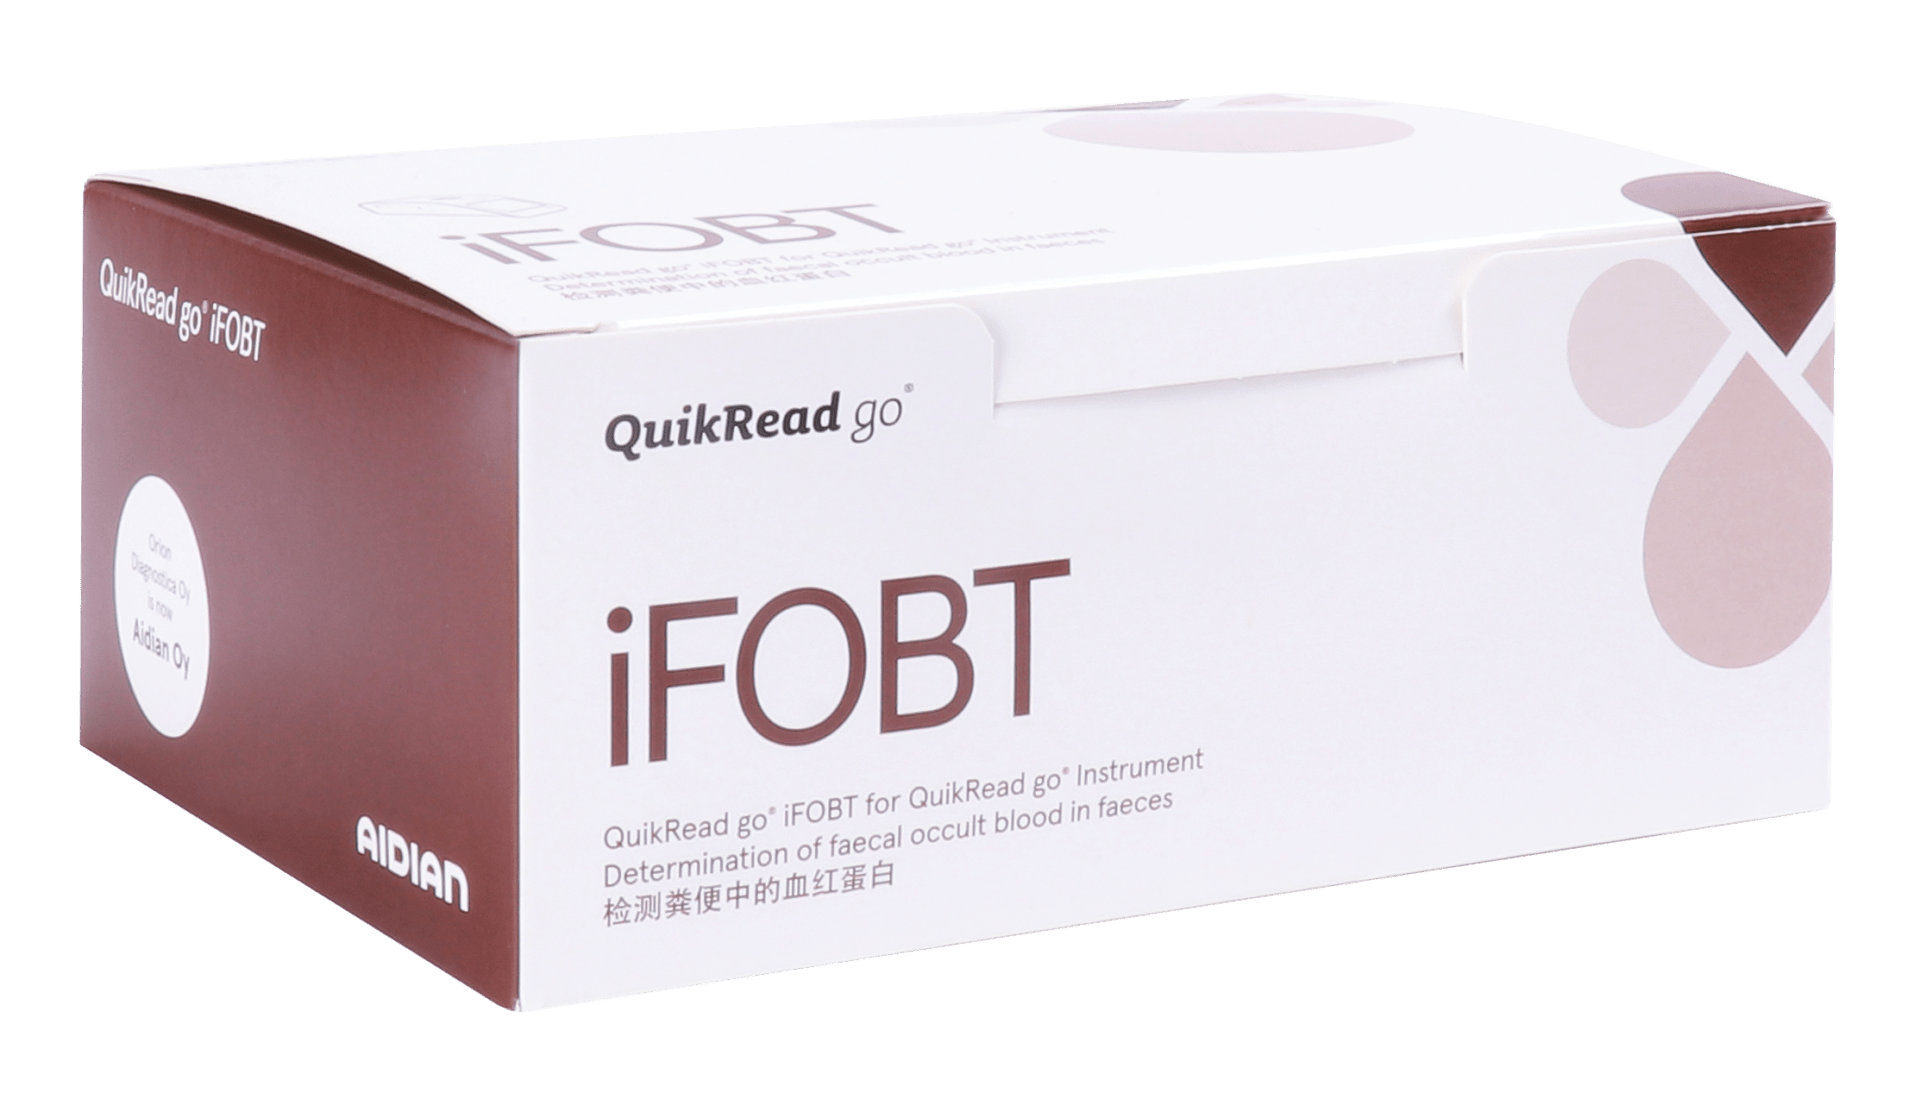 iFOBT
QuikRead go® iFOBT for QuikRead go® Instrument
Determination of faecal occult blood in faeces
检测粪便中的血红蛋白
QuikRead go® iFOBT
Orion
Diagnostica Oy
is now
Aidian Oy
AIDIAN
QuikRead go®
iFOBT
QuikRead go® iFOBT for QuikRead go® Instrument
Determination of faecal occult blood in faeces
检测粪便中的血红蛋白